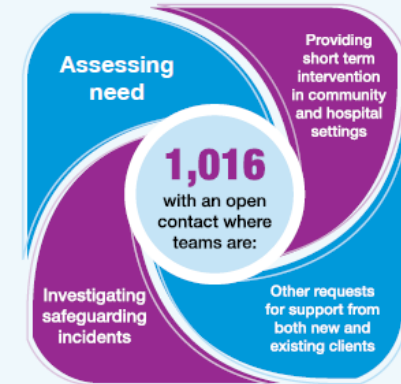 Assessing
need
Providing
short term
intervention
in community
and hospital
settings
1,016
with an open
contact where
teams are:
Investigating
safeguarding
incidents
Other requests
for support from
both new and
existing clients